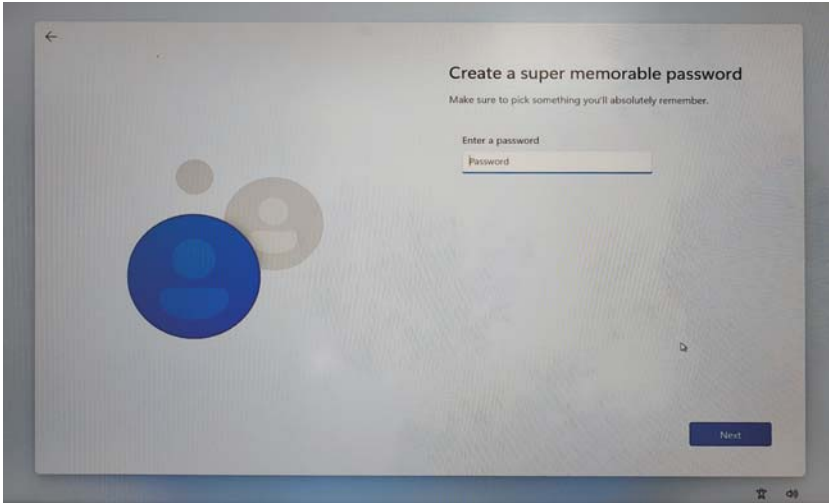 Create a super memorable password
Make sure to pick something you'll absolutely remember.
Enter a password
Password
Next